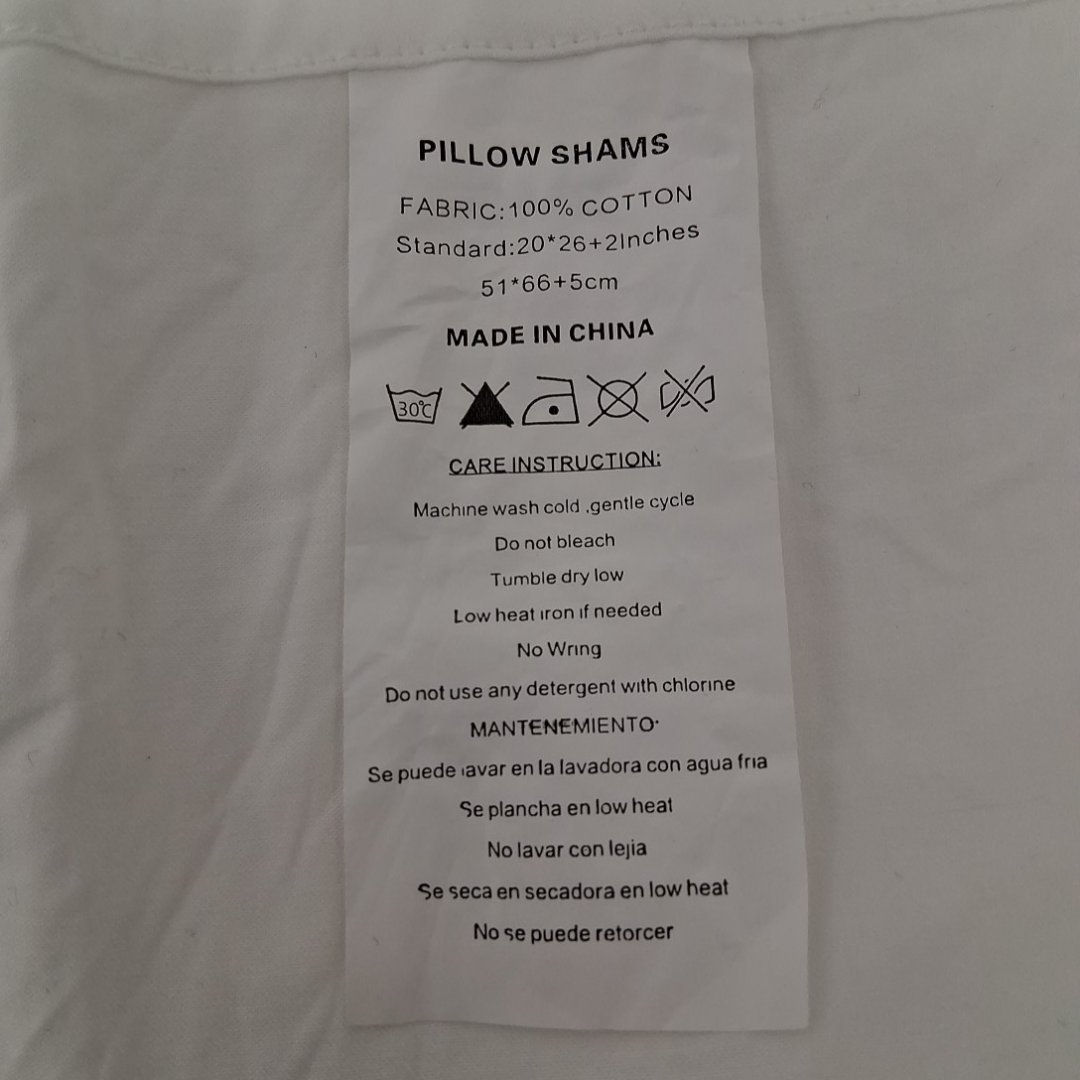 PILLOW SHAMS
FABRIC:100% COTTON
Standard:20*26+2Inches
51*66+5cm
MADE IN CHINA
30℃
CARE INSTRUCTION:
Machine wash cold ,gentle cycle
Do not bleach
Tumble dry low
Low heat iron if needed
No Wring
Do not use any detergent with chlorine
MANTENEMIENTO:
Se puede lavar en la lavadora con agua fria
Se plancha en low heat
No lavar con lejia
Se seca en secadora en low heat
No se puede retorcer